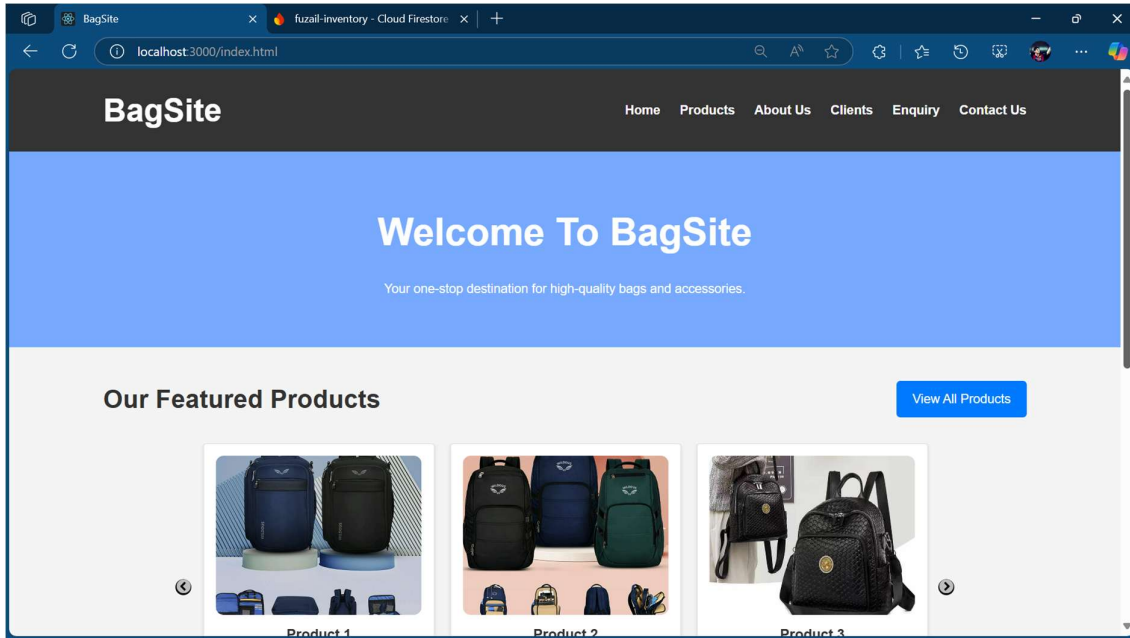 BagSite
fuzail-inventory - Cloud Firestore
localhost:3000/index.html
BagSite
Home Products About Us Clients Enquiry Contact Us
Welcome To BagSite
Your one-stop destination for high-quality bags and accessories.
Our Featured Products
View All Products
Product 1
Product 2
Product 3